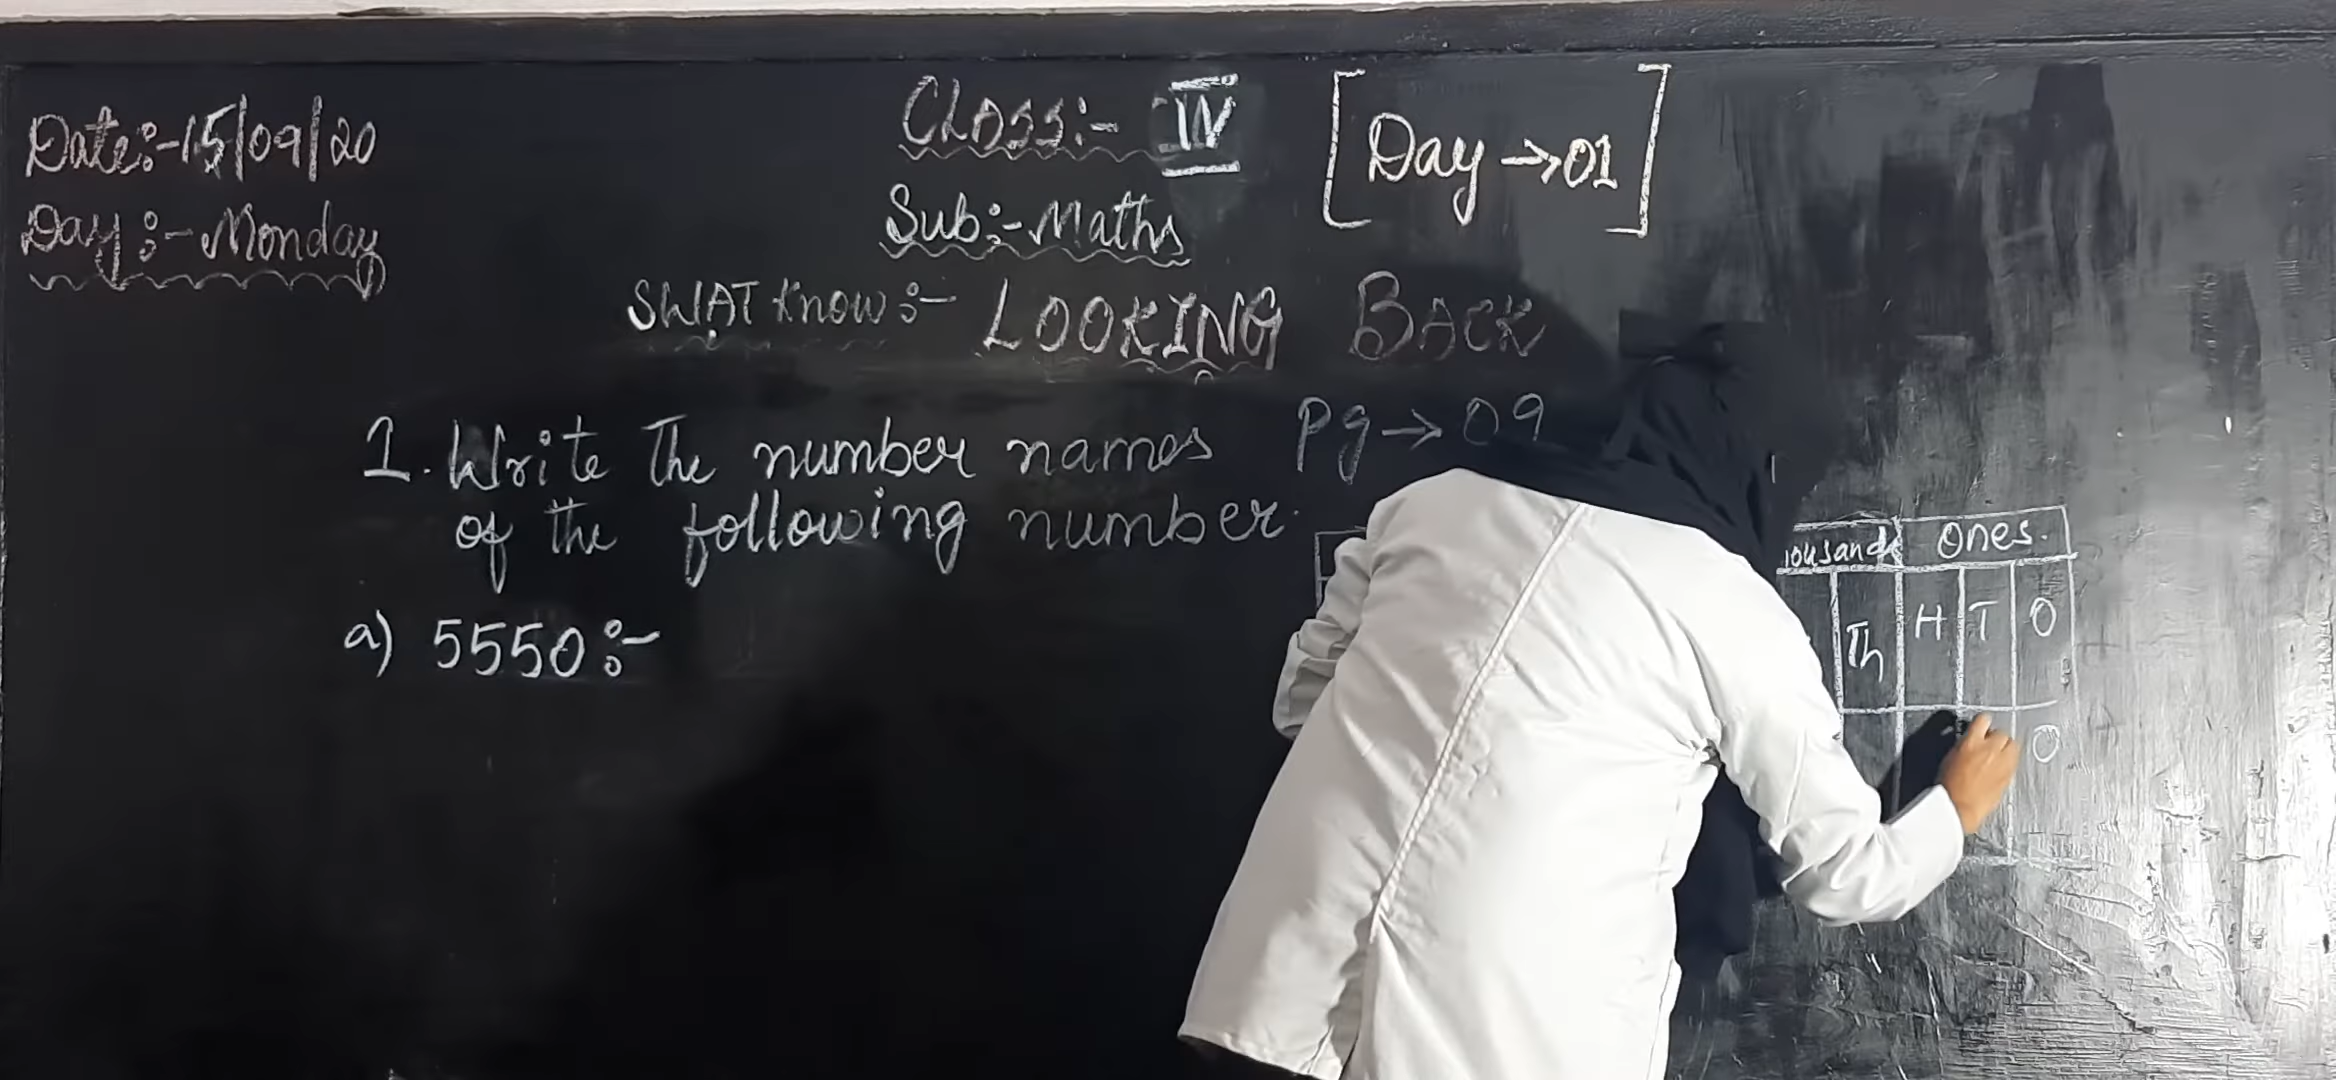 Date:-15/09/20
Day:-Monday
Class:- IV
Sub:-Maths
[Day→01]
SWAT Know:- LOOKING BACK
1. Write the number names Pg→09
of the following number.
a) 5550:-
Ones.
Th H T O
0